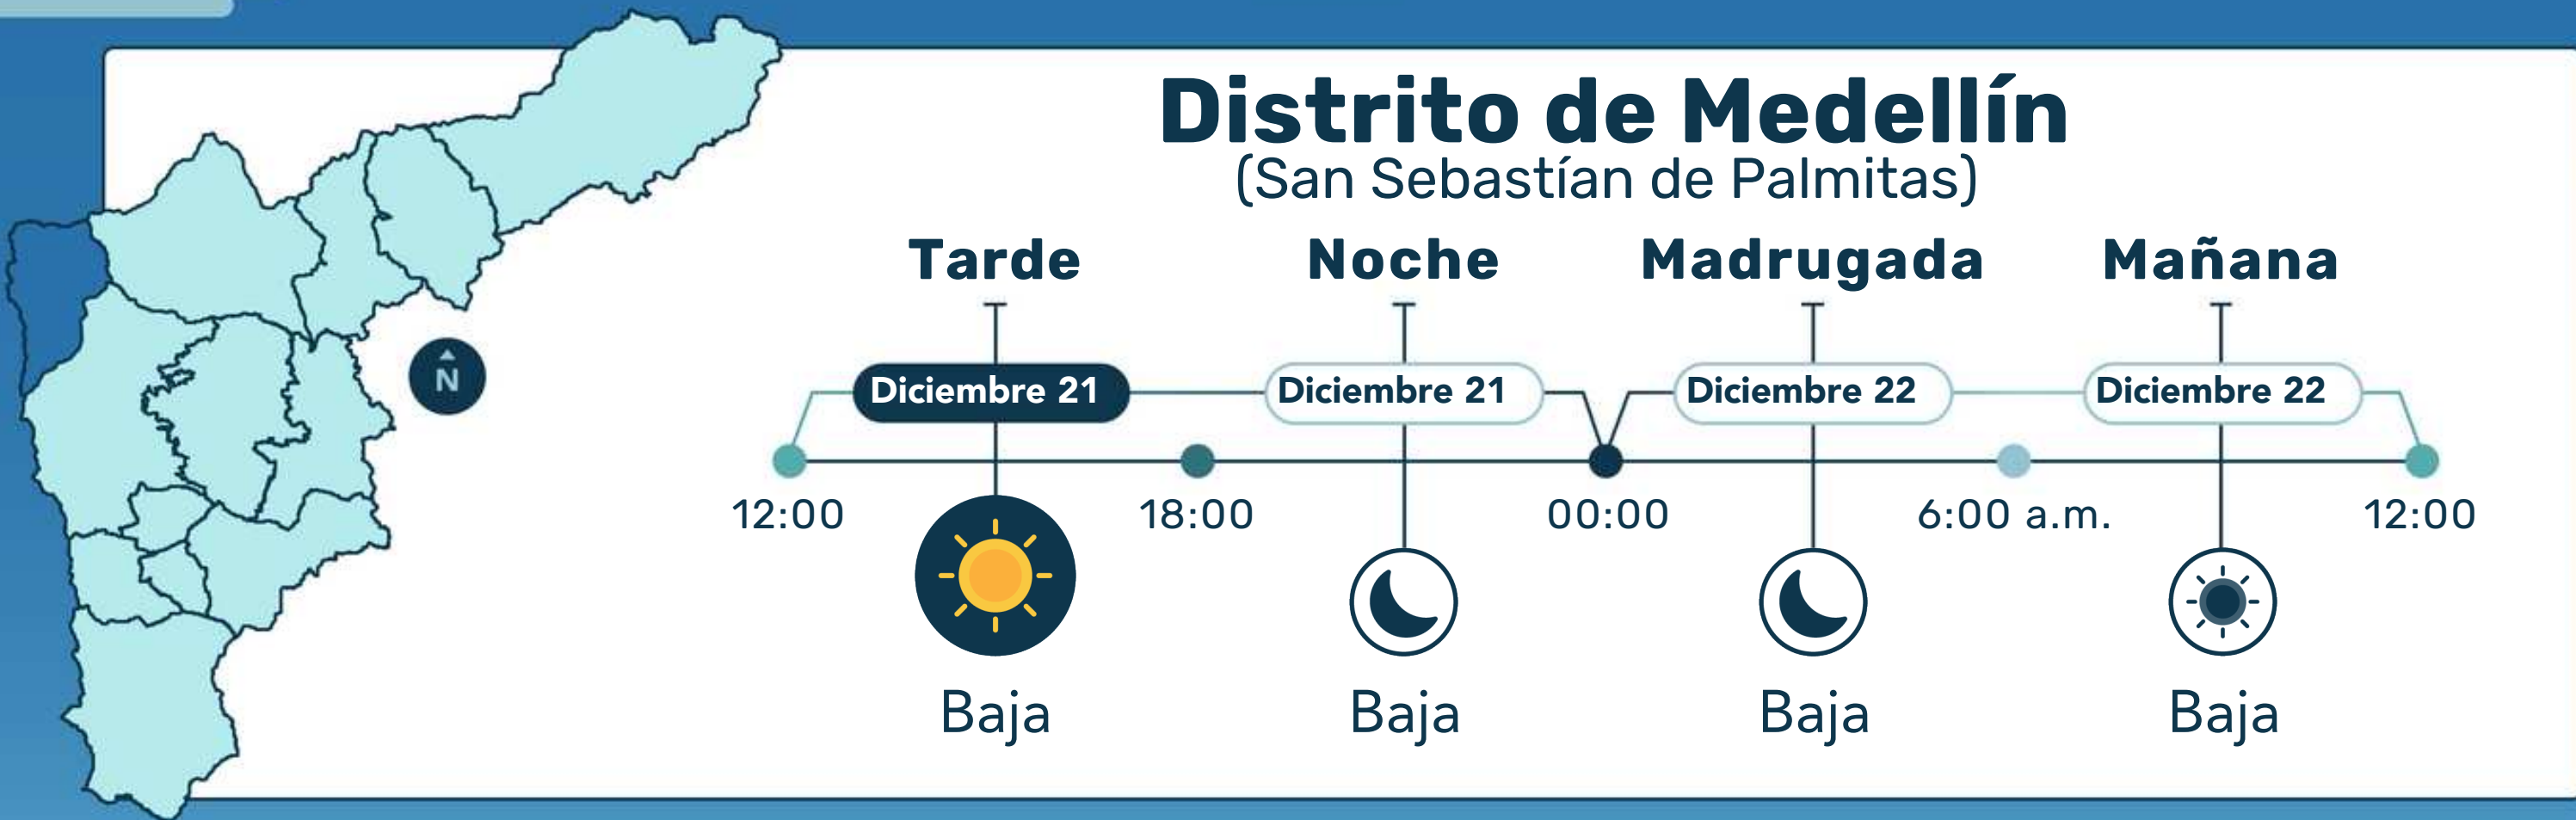 Distrito de Medellín
(San Sebastían de Palmitas)
Tarde Noche Madrugada Mañana
Diciembre 21 Diciembre 21 Diciembre 22 Diciembre 22
N
12:00 18:00 00:00 6:00 a.m. 12:00
Baja Baja Baja Baja